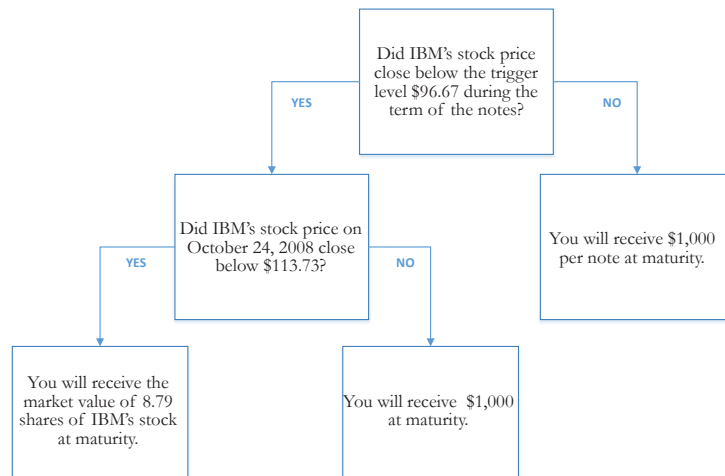 Did IBM's stock price
close below the trigger
level $96.67 during the
term of the notes?
YES
NO
Did IBM's stock price on
October 24, 2008 close
below $113.73?
You will receive $1,000
per note at maturity.
YES
NO
You will receive the
market value of 8.79
shares of IBM's stock
at maturity.
You will receive $1,000
at maturity.